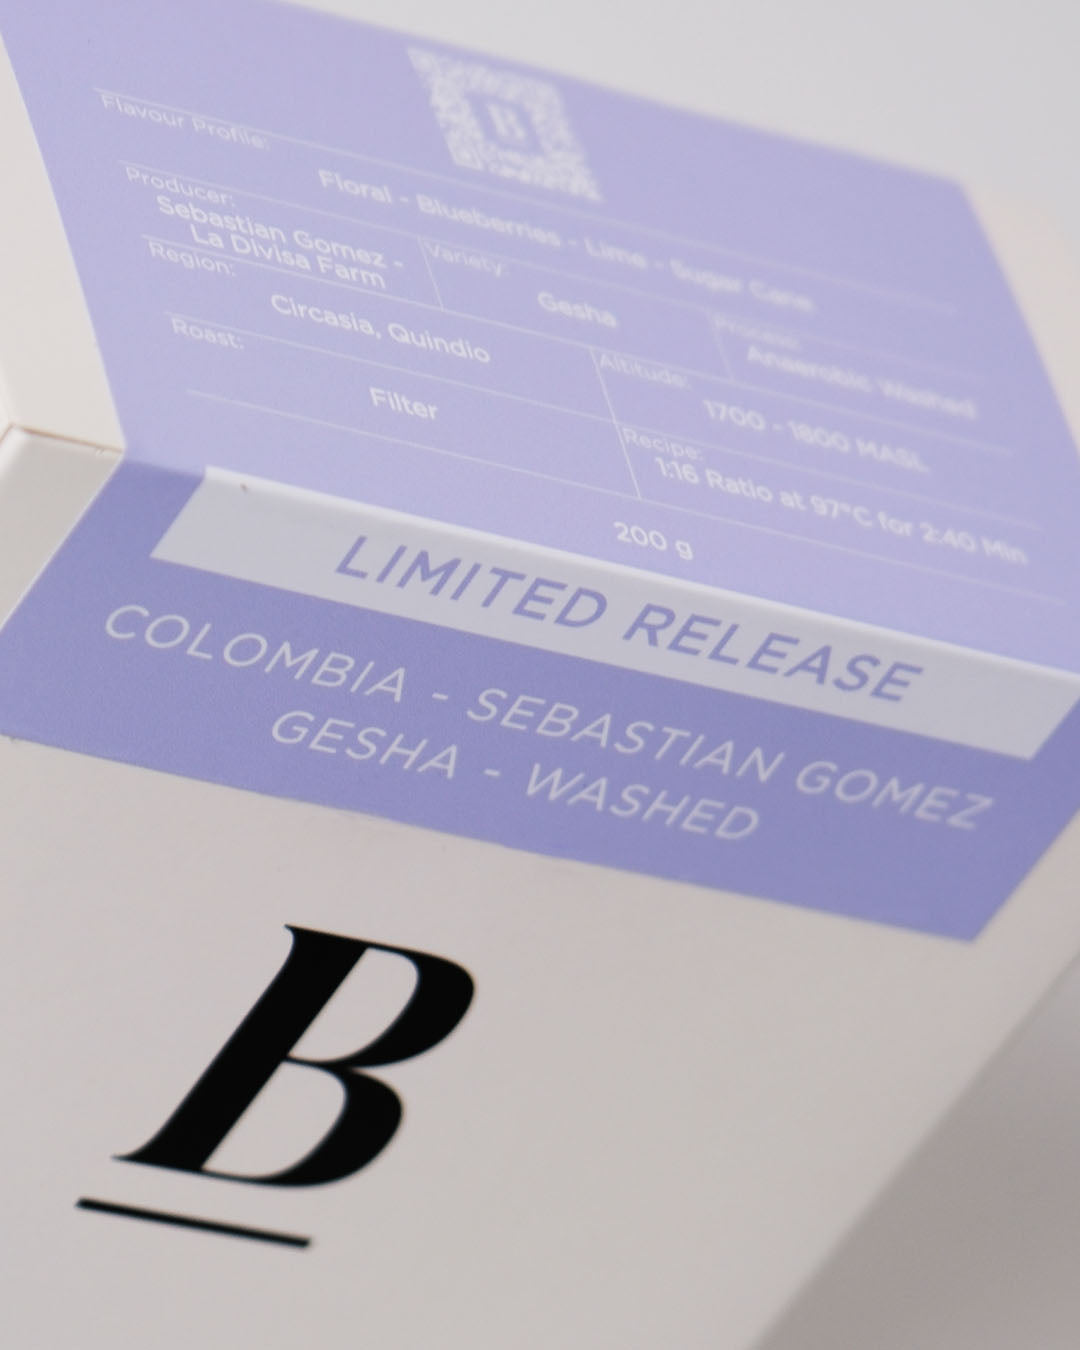 Flavour Profile:
Floral - Blueberries - Lime - Sugar Cane
Producer:
Sebastian Gomez -
La Divisa Farm
Variety:
Gesha
Process:
Anaerobic Washed
Region:
Circasia, Quindio
Altitude:
1700 - 1800 MASL
Roast:
Filter
Recipe:
1:16 Ratio at 97°C for 2:40 Min
200 g
LIMITED RELEASE
COLOMBIA - SEBASTIAN GOMEZ
GESHA - WASHED
B